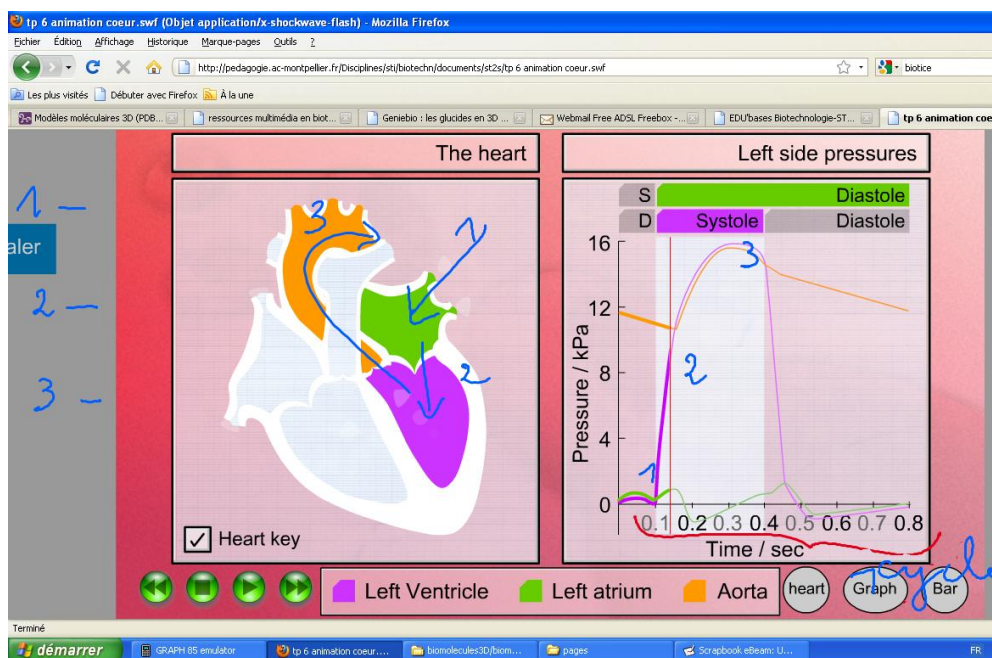 tp 6 animation coeur.swf (Objet application/x-shockwave-flash) - Mozilla Firefox
Fichier Édition Affichage Historique Marque-pages Outils ?
http://pedagogie.ac-montpellier.fr/Disciplines/sti/biotechn/documents/st2s/tp 6 animation coeur.swf
biotice
Les plus visités Débuter avec Firefox À la une
Modèles moléculaires 3D (PDB... ressources multimédia en biot... Geniebio : les glucides en 3D ... Webmail Free ADSL Freebox -... EDU'bases Biotechnologie-ST... tp 6 animation coe
The heart
Left side pressures
1 -
aler
2 -
3 -
3
1
2
Heart key
S Diastole
D Systole Diastole
16
12
8
4
0
Pressure / kPa
3
2
1
0.1 0.2 0.3 0.4 0.5 0.6 0.7 0.8
Time / sec
cycle
Left Ventricle Left atrium Aorta
heart Graph Bar
Terminé
démarrer GRAPH 85 emulator tp 6 animation coeur.... biomolecules3D/biom... pages Scrapbook eBeam: U... FR